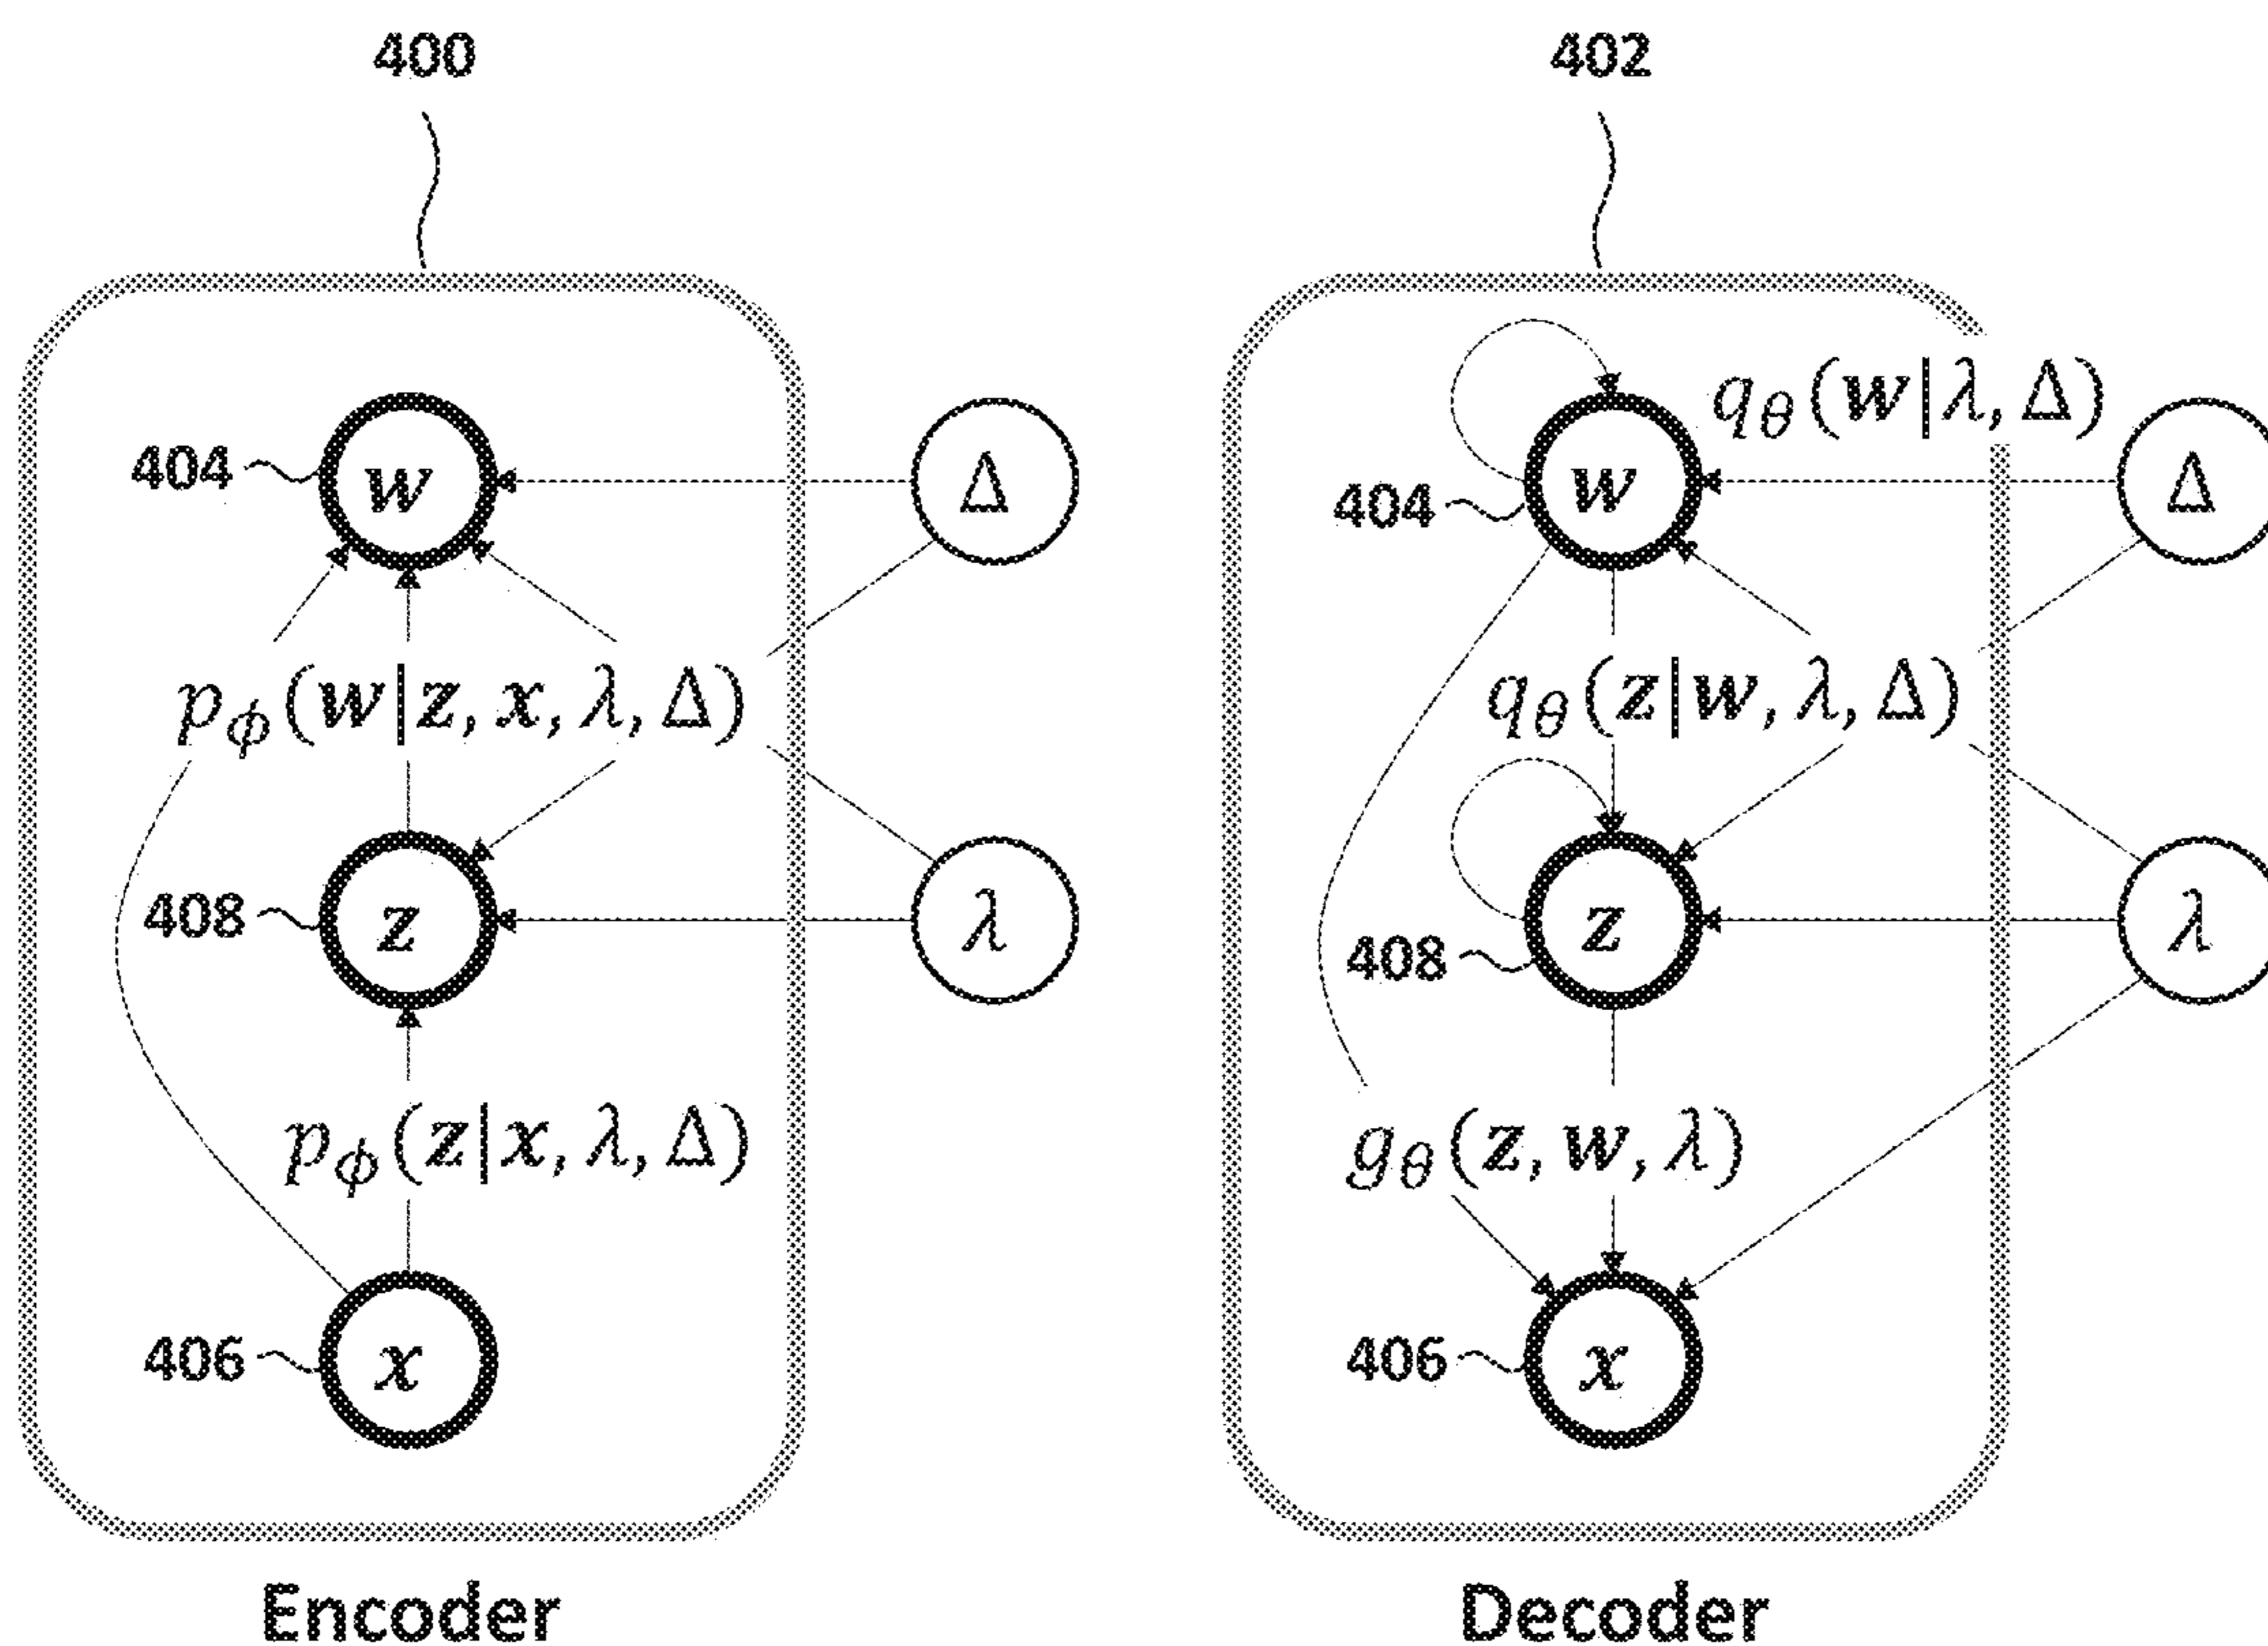 400
402
q_θ(w|λ, Δ)
404
w
Δ
404
w
Δ
p_ϕ(w|z, x, λ, Δ)
q_θ(z|w, λ, Δ)
408
z
λ
408
z
λ
p_ϕ(z|x, λ, Δ)
g_θ(z, w, λ)
406
x
406
x
Encoder
Decoder